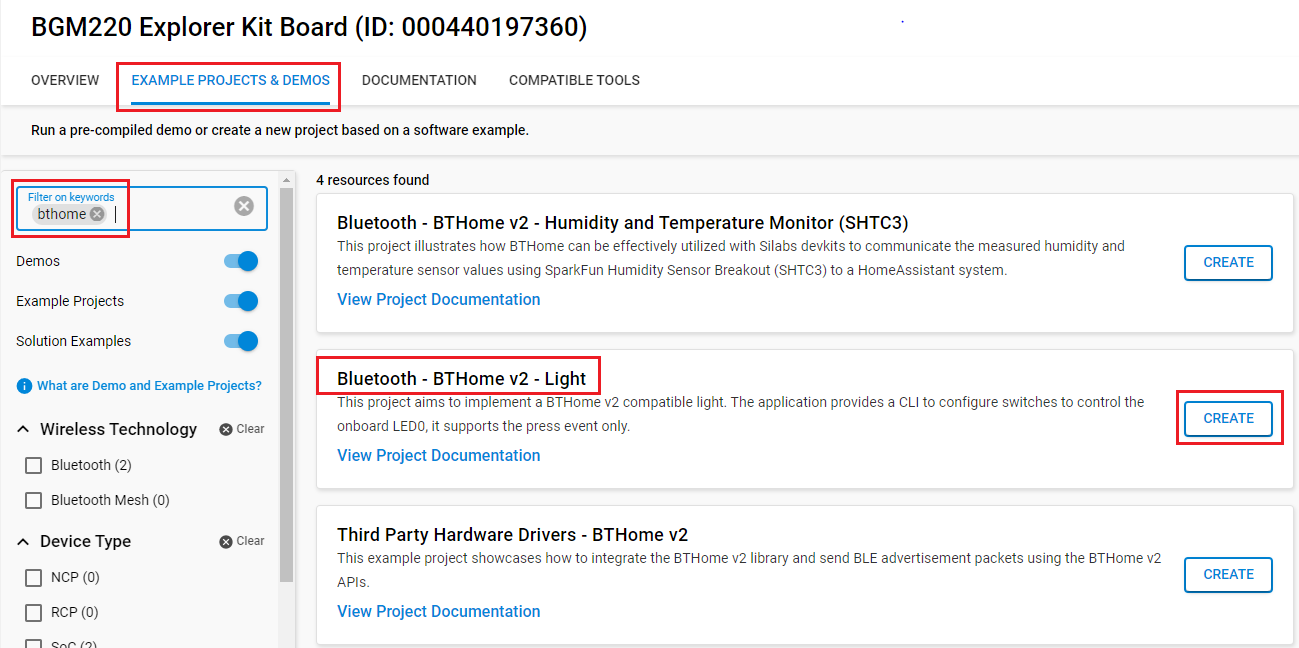 BGM220 Explorer Kit Board (ID: 000440197360)
OVERVIEW
EXAMPLE PROJECTS & DEMOS
DOCUMENTATION
COMPATIBLE TOOLS
Run a pre-compiled demo or create a new project based on a software example.
Filter on keywords
bthome
Demos
Example Projects
Solution Examples
What are Demo and Example Projects?
Wireless Technology
Clear
Bluetooth (2)
Bluetooth Mesh (0)
Device Type
Clear
NCP (0)
RCP (0)
SoC (2)
4 resources found
Bluetooth - BTHome v2 - Humidity and Temperature Monitor (SHTC3)
This project illustrates how BTHome can be effectively utilized with Silabs devkits to communicate the measured humidity and
temperature sensor values using SparkFun Humidity Sensor Breakout (SHTC3) to a HomeAssistant system.
View Project Documentation
CREATE
Bluetooth - BTHome v2 - Light
This project aims to implement a BTHome v2 compatible light. The application provides a CLI to configure switches to control the
onboard LED0, it supports the press event only.
View Project Documentation
CREATE
Third Party Hardware Drivers - BTHome v2
This example project showcases how to integrate the BTHome v2 library and send BLE advertisement packets using the BTHome v2
APIs.
View Project Documentation
CREATE